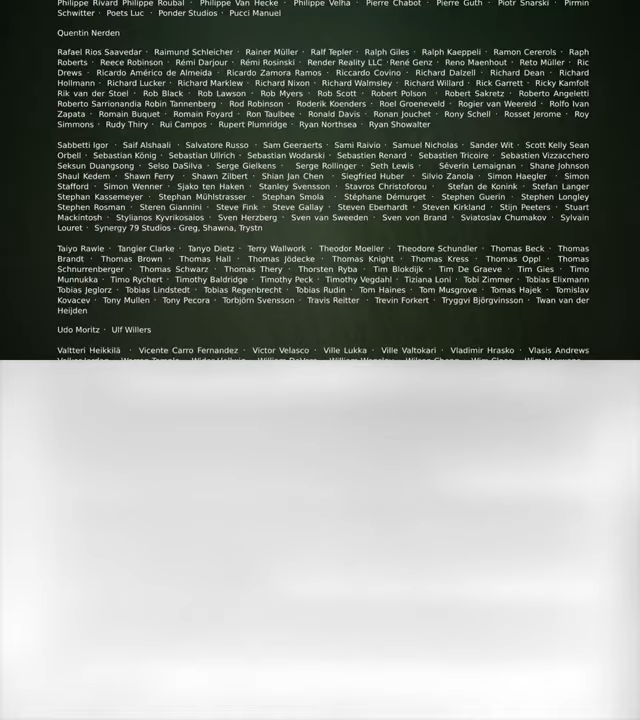 Philippe Rivard Philippe Roubal · Philippe Van Hecke · Philippe Velha · Pierre Chabot · Pierre Guth · Piotr Snarski · Pirmin
Schwitter · Poets Luc · Ponder Studios · Pucci Manuel
Quentin Nerden
Rafael Rios Saavedar · Raimund Schleicher · Rainer Müller · Ralf Tepler · Ralph Giles · Ralph Kaeppeli · Ramon Cererols · Raph
Roberts · Reece Robinson · Rémi Darjour · Rémi Rosinski · Render Reality LLC ·René Genz · Reno Maenhout · Reto Müller · Ric
Drews · Ricardo Américo de Almeida · Ricardo Zamora Ramos · Riccardo Covino · Richard Dalzell · Richard Dean · Richard
Hollmann · Richard Lucker · Richard Marklew · Richard Nixon · Richard Walmsley · Richard Willard · Rick Garrett · Ricky Kamfolt
Rik van der Stoel · Rob Black · Rob Lawson · Rob Myers · Rob Scott · Robert Polson · Robert Sakretz · Roberto Angeletti
Roberto Sarrionandia Robin Tannenberg · Rod Robinson · Roderik Koenders · Roel Groeneveld · Rogier van Weereld · Rolfo Ivan
Zapata · Romain Buquet · Romain Foyard · Ron Taulbee · Ronald Davis · Ronan Jouchet · Rony Schell · Rosset Jerome · Roy
Simmons · Rudy Thiry · Rui Campos · Rupert Plumridge · Ryan Northsea · Ryan Showalter
Sabbetti Igor · Saif Alshaali · Salvatore Russo · Sam Geeraerts · Sami Raivio · Samuel Nicholas · Sander Wit · Scott Kelly Sean
Orbell · Sebastian König · Sebastian Ullrich · Sebastian Wodarski · Sebastien Renard · Sebastien Tricoire · Sebastien Vizzacchero
Seksun Duangsong · Selso DaSilva · Serge Gielkens · Serge Rollinger · Seth Lewis · Séverin Lemaignan · Shane Johnson
Shaul Kedem · Shawn Ferry · Shawn Zilbert · Shian Jan Chen · Siegfried Huber · Silvio Zanola · Simon Haegler · Simon
Stafford · Simon Wenner · Sjako ten Haken · Stanley Svensson · Stavros Christoforou · Stefan de Konink · Stefan Langer
Stephan Kassemeyer · Stephan Mühlstrasser · Stephan Smola · Stéphane Démurget · Stephen Guerin · Stephen Longley
Stephen Rosman · Steren Giannini · Steve Fink · Steve Gallay · Steven Eberhardt · Steven Kirkland · Stijn Peeters · Stuart
Mackintosh · Stylianos Kyvrikosaios · Sven Herzberg · Sven van Sweeden · Sven von Brand · Sviatoslav Chumakov · Sylvain
Louret · Synergy 79 Studios - Greg, Shawna, Trystn
Taiyo Rawle · Tangier Clarke · Tanyo Dietz · Terry Wallwork · Theodor Moeller · Theodore Schundler · Thomas Beck · Thomas
Brandt · Thomas Brown · Thomas Hall · Thomas Jödecke · Thomas Knight · Thomas Kress · Thomas Oppl · Thomas
Schnurrenberger · Thomas Schwarz · Thomas Thery · Thorsten Ryba · Tim Blokdijk · Tim De Graeve · Tim Gies · Timo
Munnukka · Timo Rychert · Timothy Baldridge · Timothy Peck · Timothy Vegdahl · Tiziana Loni · Tobi Zimmer · Tobias Elixmann
Tobias Jeglorz · Tobias Lindstedt · Tobias Regenbrecht · Tobias Rudin · Tom Haines · Tom Musgrove · Tomas Hajek · Tomislav
Kovacev · Tony Mullen · Tony Pecora · Torbjörn Svensson · Travis Reitter · Trevin Forkert · Tryggvi Björgvinsson · Twan van der
Heijden
Udo Moritz · Ulf Willers
Valtteri Heikkilä · Vicente Carro Fernandez · Victor Velasco · Ville Lukka · Ville Valtokari · Vladimir Hrasko · Vlasis Andrews